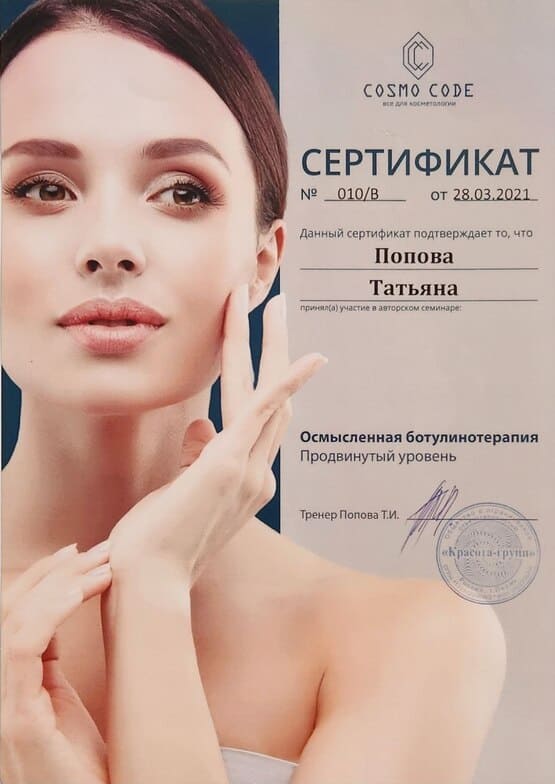 COSMO CODE
все для косметологии
СЕРТИФИКАТ
№ 010/В от 28.03.2021
Данный сертификат подтверждает то, что
Попова
Татьяна
принял(а) участие в авторском семинаре:
Осмысленная ботулинотерапия
Продвинутый уровень
Тренер Попова Т.И.
«Красота-групп»